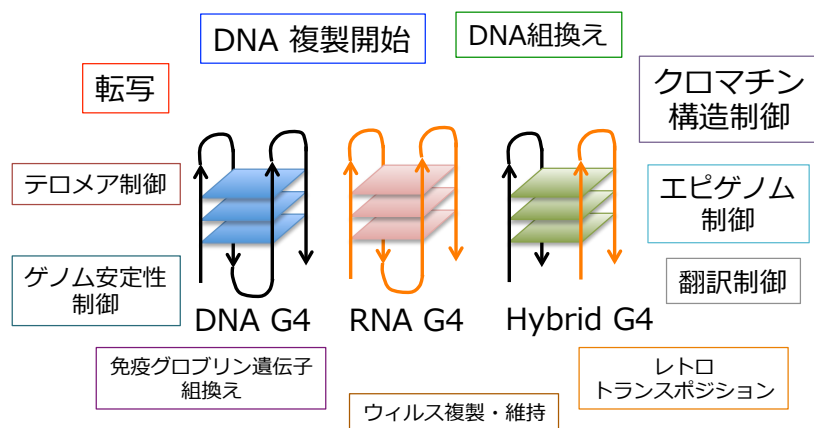 DNA 複製開始
DNA組換え
転写
クロマチン
構造制御
テロメア制御
エピゲノム
制御
ゲノム安定性
制御
翻訳制御
DNA G4
RNA G4
Hybrid G4
免疫グロブリン遺伝子
組換え
レトロ
トランスポジション
ウィルス複製・維持